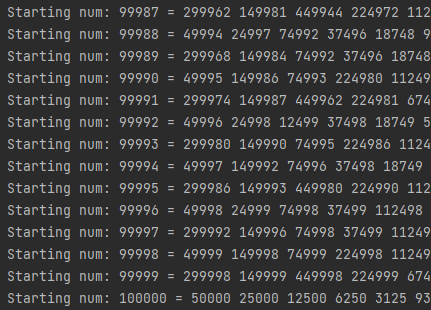 Starting num: 99987 = 299962 149981 449944 224972 112
Starting num: 99988 = 49994 24997 74992 37496 18748 9
Starting num: 99989 = 299968 149984 74992 37496 18748
Starting num: 99990 = 49995 149986 74993 224980 11249
Starting num: 99991 = 299974 149987 449962 224981 674
Starting num: 99992 = 49996 24998 12499 37498 18749 5
Starting num: 99993 = 299980 149990 74995 224986 1124
Starting num: 99994 = 49997 149992 74996 37498 18749
Starting num: 99995 = 299986 149993 449980 224990 112
Starting num: 99996 = 49998 24999 74998 37499 112498
Starting num: 99997 = 299992 149996 74998 37499 11249
Starting num: 99998 = 49999 149998 74999 224998 11249
Starting num: 99999 = 299998 149999 449998 224999 674
Starting num: 100000 = 50000 25000 12500 6250 3125 93